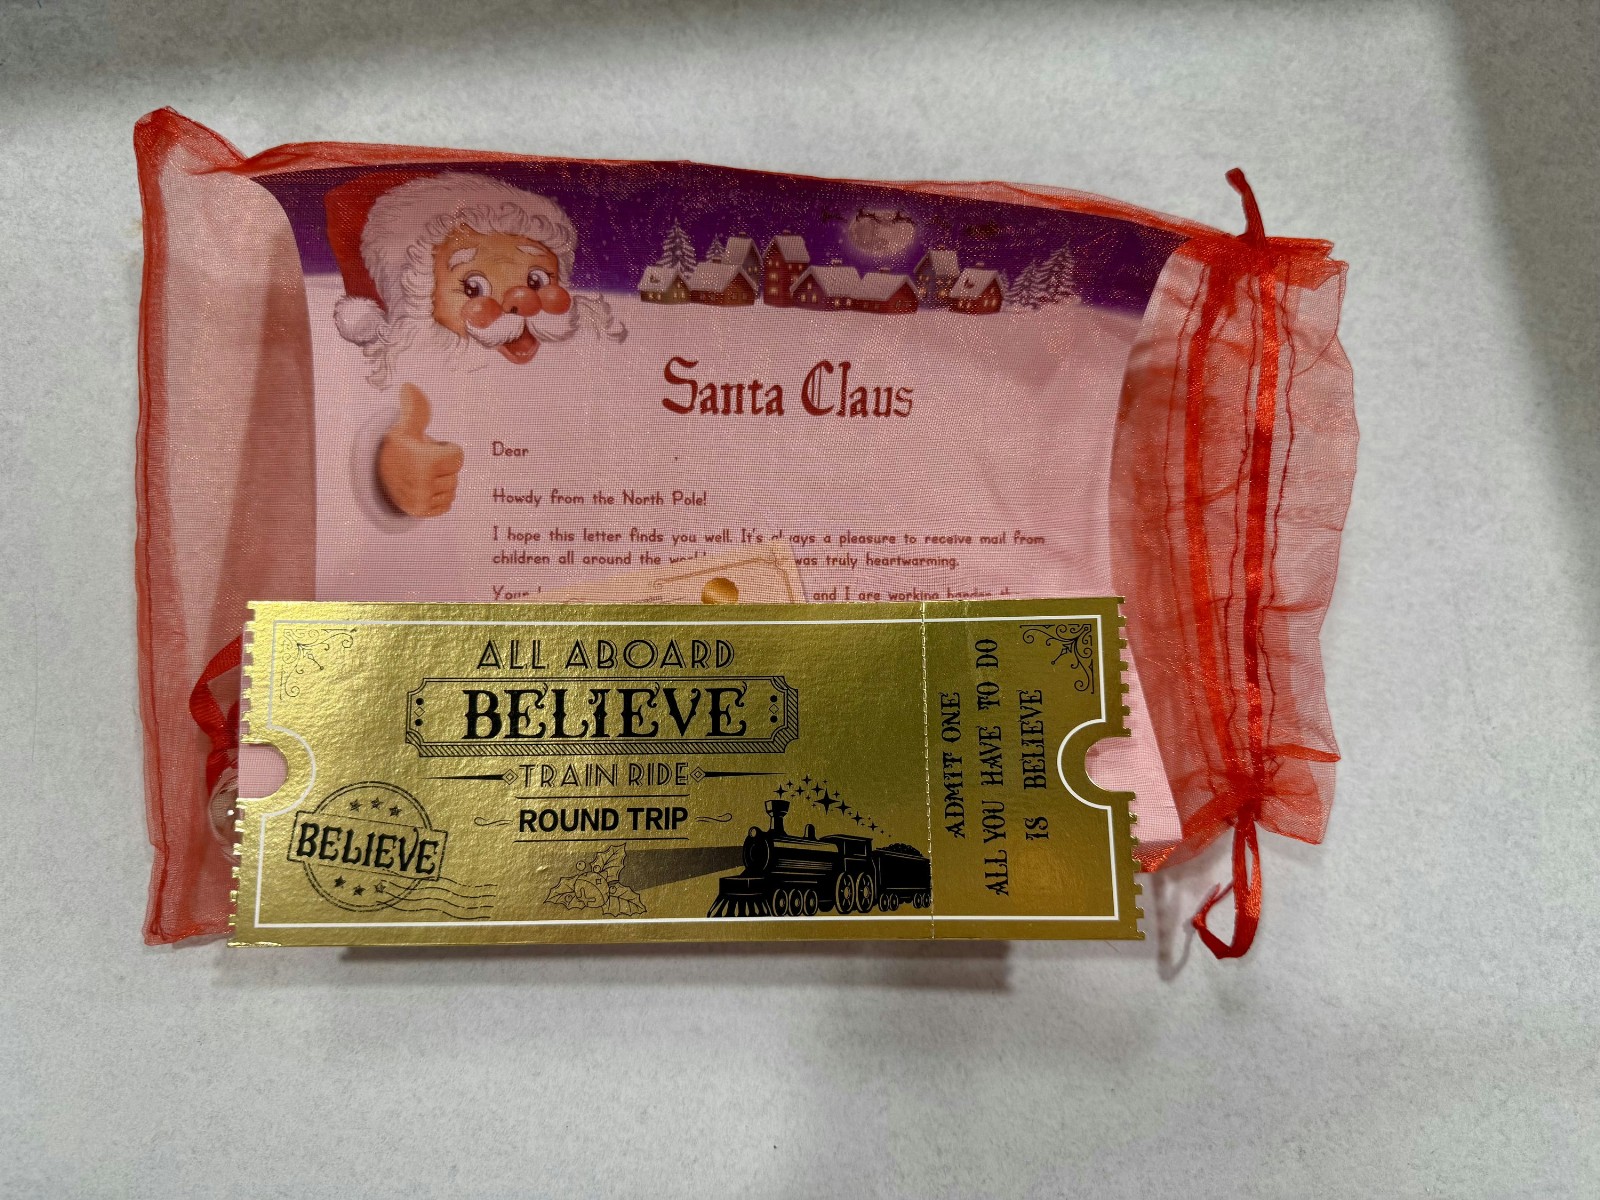 Santa Claus
Dear
Howdy from the North Pole!
I hope this letter finds you well. It's always a pleasure to receive mail from
children all around the was truly heartwarming.
Your and I are working harder
ALL ABOARD
BELIEVE
TRAIN RIDE
ROUND TRIP
BELIEVE
ADMIT ONE
ALL YOU HAVE TO DO
IS BELIEVE